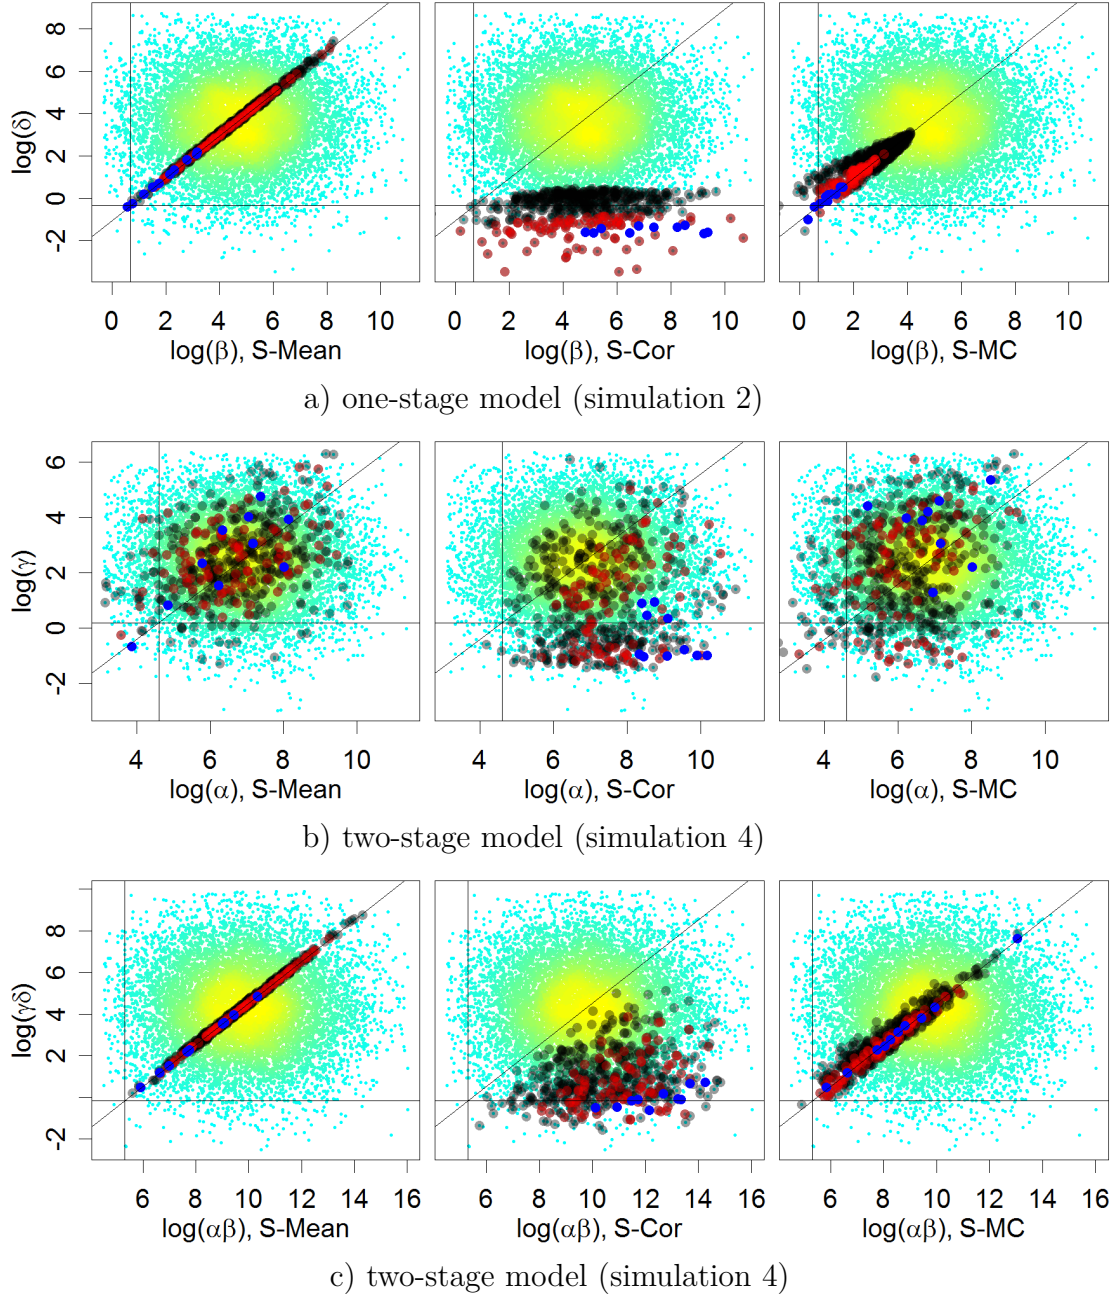 8
6
4
2
0
-2
log(δ)
0 2 4 6 8 10
0 2 4 6 8 10
0 2 4 6 8 10
log(β), S-Mean
log(β), S-Cor
log(β), S-MC
a) one-stage model (simulation 2)
6
4
2
0
-2
log(γ)
4 6 8 10
4 6 8 10
4 6 8 10
log(α), S-Mean
log(α), S-Cor
log(α), S-MC
b) two-stage model (simulation 4)
8
6
4
2
-2
log(γδ)
6 8 10 12 14 16
6 8 10 12 14 16
6 8 10 12 14 16
log(αβ), S-Mean
log(αβ), S-Cor
log(αβ), S-MC
c) two-stage model (simulation 4)